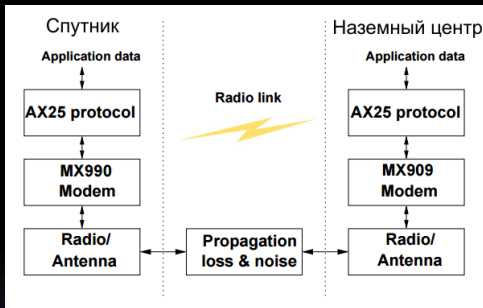 Спутник
Наземный центр
Application data
Application data
Radio link
AX25 protocol
AX25 protocol
MX990
Modem
MX909
Modem
Radio/
Antenna
Propagation
loss & noise
Radio/
Antenna